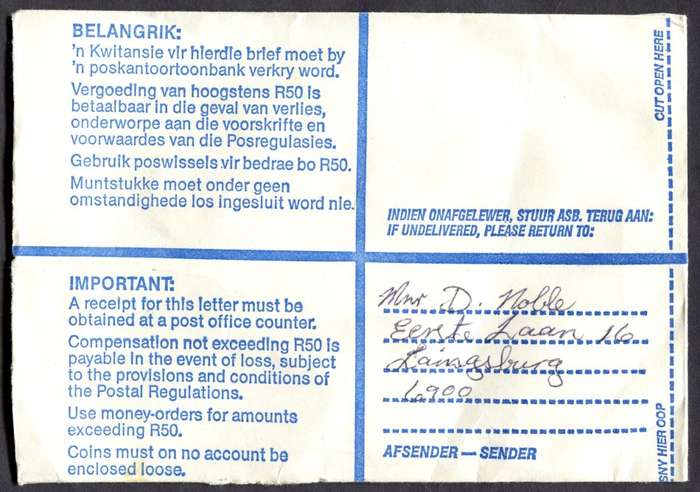 BELANGRIK:
'n Kwitansie vir hierdie brief moet by
'n poskantoortoonbank verkry word.
Vergoeding van hoogstens R50 is
betaalbaar in die geval van verlies,
onderworpe aan die voorskrifte en
voorwaardes van die Posregulasies.
Gebruik poswissels vir bedrae bo R50.
Muntstukke moet onder geen
omstandighede los ingesluit word nie.
CUT OPEN HERE
INDIEN ONAFGELEWER, STUUR ASB. TERUG AAN:
IF UNDELIVERED, PLEASE RETURN TO:
IMPORTANT:
A receipt for this letter must be
obtained at a post office counter.
Compensation not exceeding R50 is
payable in the event of loss, subject
to the provisions and conditions of
the Postal Regulations.
Use money-orders for amounts
exceeding R50.
Coins must on no account be
enclosed loose.
Mnr D. Noble
Eerste Laan 16
Laingsburg
6900
AFSENDER — SENDER
SNY HIER OOP